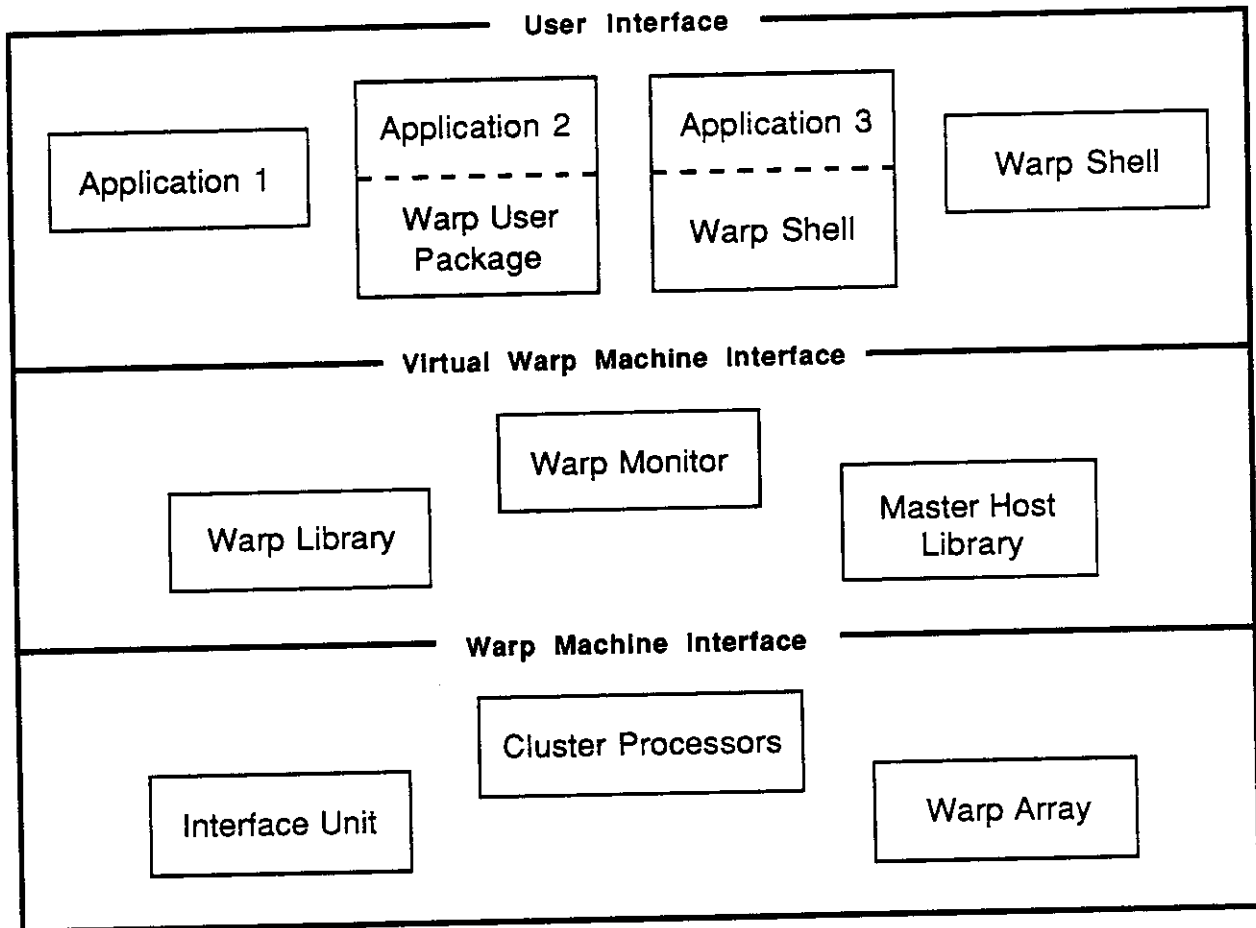 User Interface
Application 1
Application 2
Warp User
Package
Application 3
Warp Shell
Warp Shell
Virtual Warp Machine Interface
Warp Library
Warp Monitor
Master Host
Library
Warp Machine Interface
Interface Unit
Cluster Processors
Warp Array